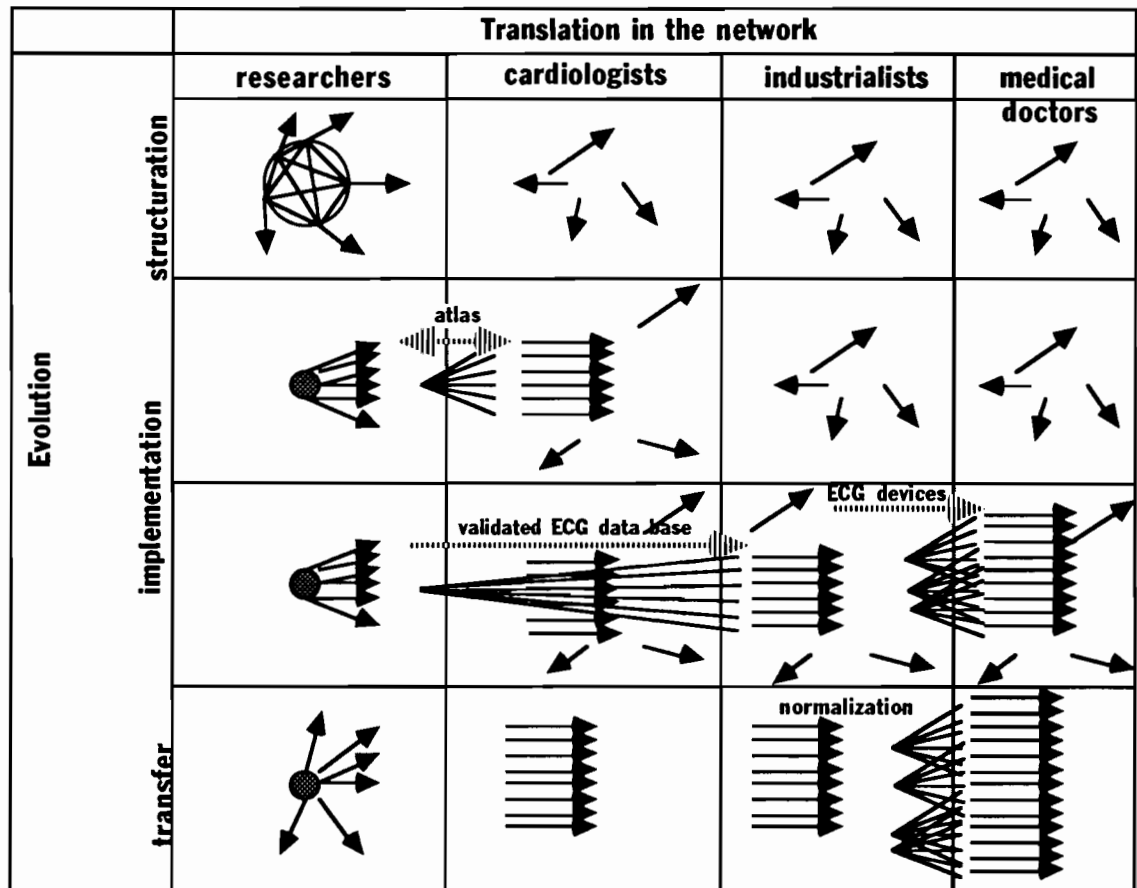 Translation in the network
researchers
cardiologists
industrialists
medical
doctors
Evolution
structuration
implementation
transfer
atlas
validated ECG data base
ECG devices
normalization